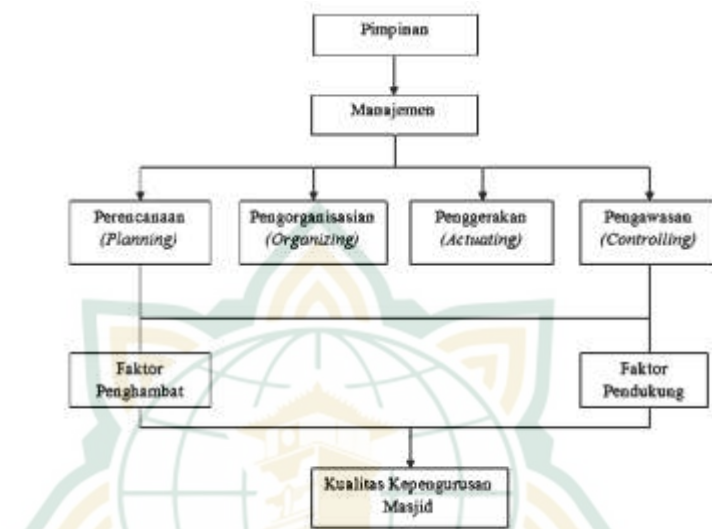 Pimpinan
Manajemen
Perencanaan
(Planning)
Pengorganisasian
(Organizing)
Penggerakan
(Actuating)
Pengawasan
(Controlling)
Faktor
Penghambat
Faktor
Pendukung
Kualitas Kepengurusan
Masjid